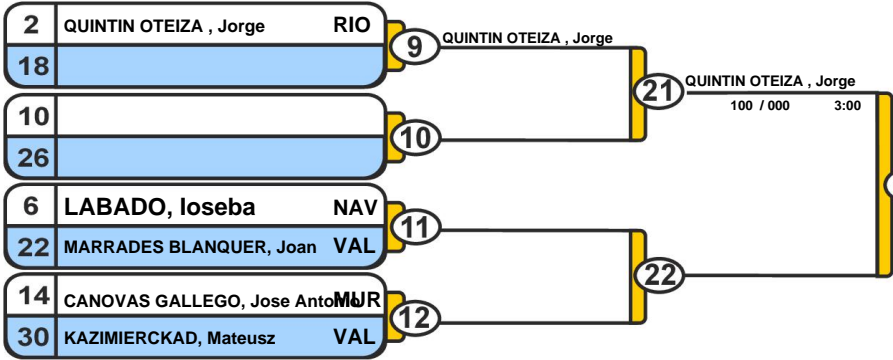 2 QUINTIN OTEIZA , Jorge RIO
18
9
QUINTIN OTEIZA , Jorge
10
26
10
21
QUINTIN OTEIZA , Jorge
100 / 000 3:00
6 LABADO, Ioseba NAV
22 MARRADES BLANQUER, Joan VAL
11
14 CANOVAS GALLEGO, Jose Antonio MUR
30 KAZIMIERCKAD, Mateusz VAL
12
22